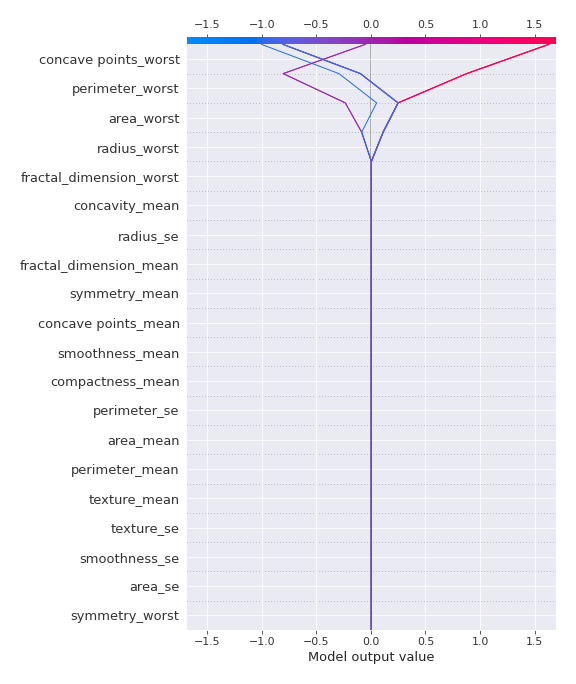 −1.5 −1.0 −0.5 0.0 0.5 1.0 1.5
concave points_worst
perimeter_worst
area_worst
radius_worst
fractal_dimension_worst
concavity_mean
radius_se
fractal_dimension_mean
symmetry_mean
concave points_mean
smoothness_mean
compactness_mean
perimeter_se
area_mean
perimeter_mean
texture_mean
texture_se
smoothness_se
area_se
symmetry_worst
−1.5 −1.0 −0.5 0.0 0.5 1.0 1.5
Model output value